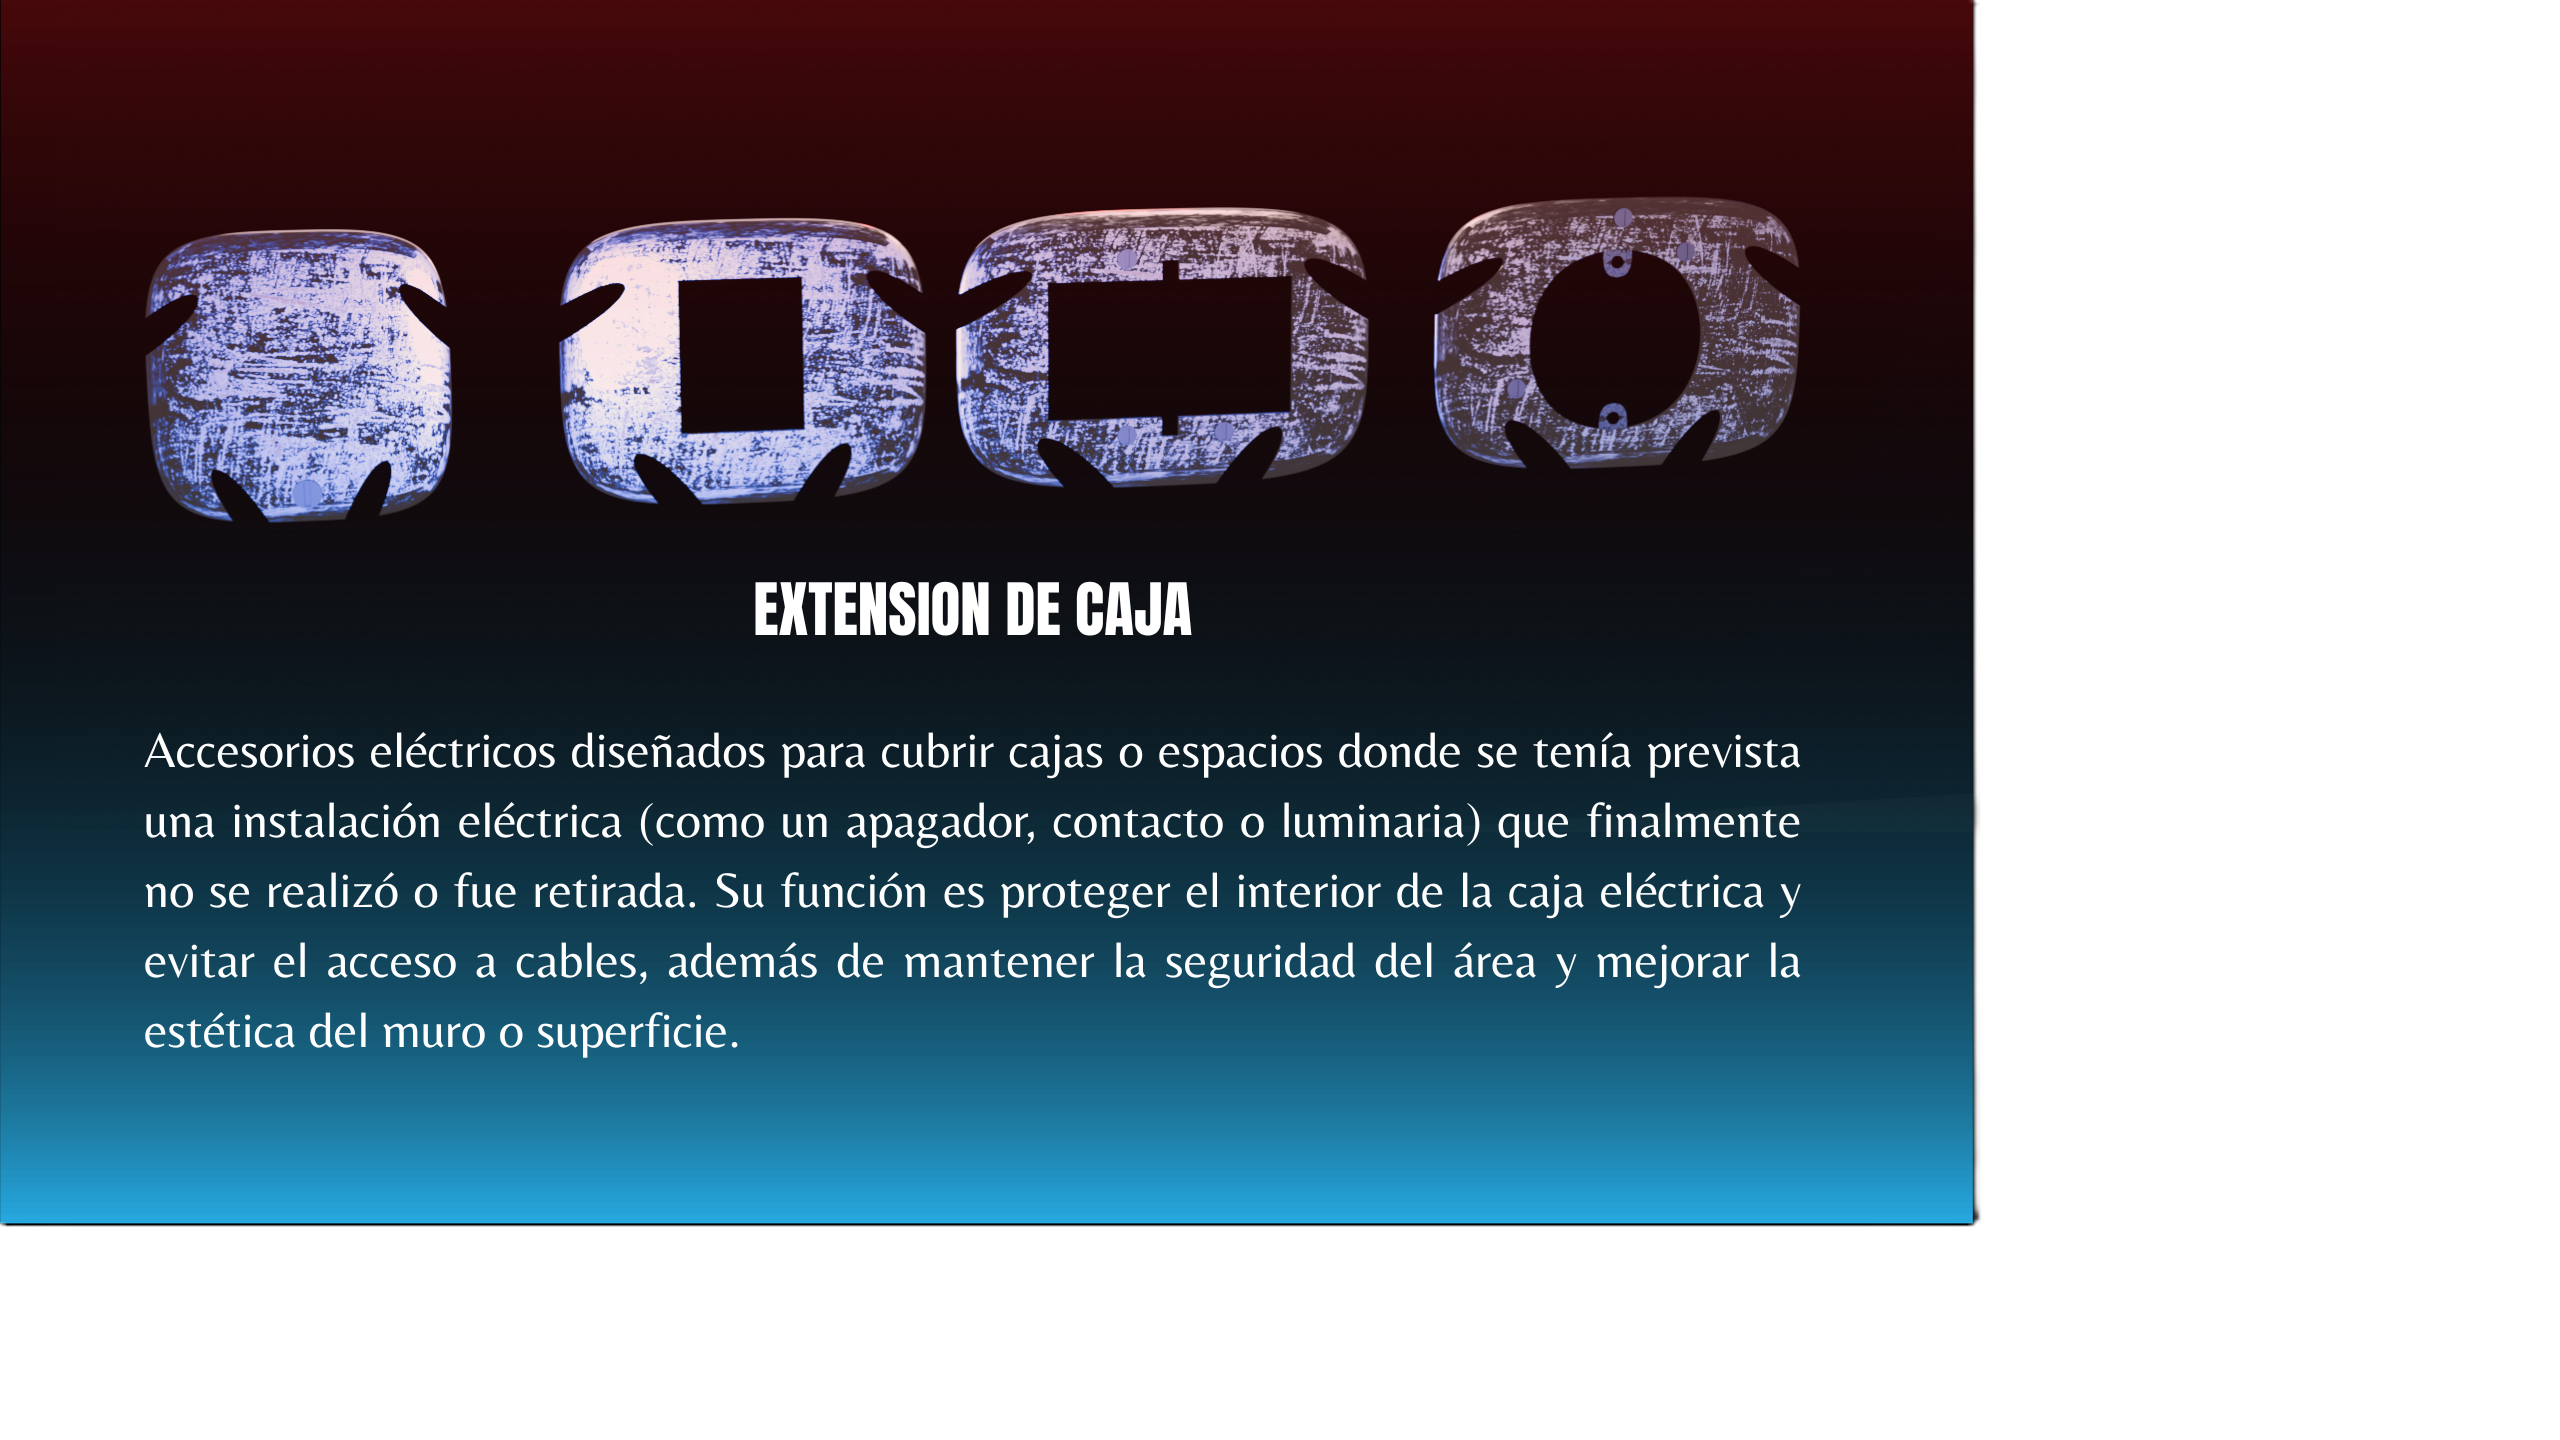 EXTENSION DE CAJA
Accesorios eléctricos diseñados para cubrir cajas o espacios donde se tenía prevista
una instalación eléctrica (como un apagador, contacto o luminaria) que finalmente
no se realizó o fue retirada. Su función es proteger el interior de la caja eléctrica y
evitar el acceso a cables, además de mantener la seguridad del área y mejorar la
estética del muro o superficie.